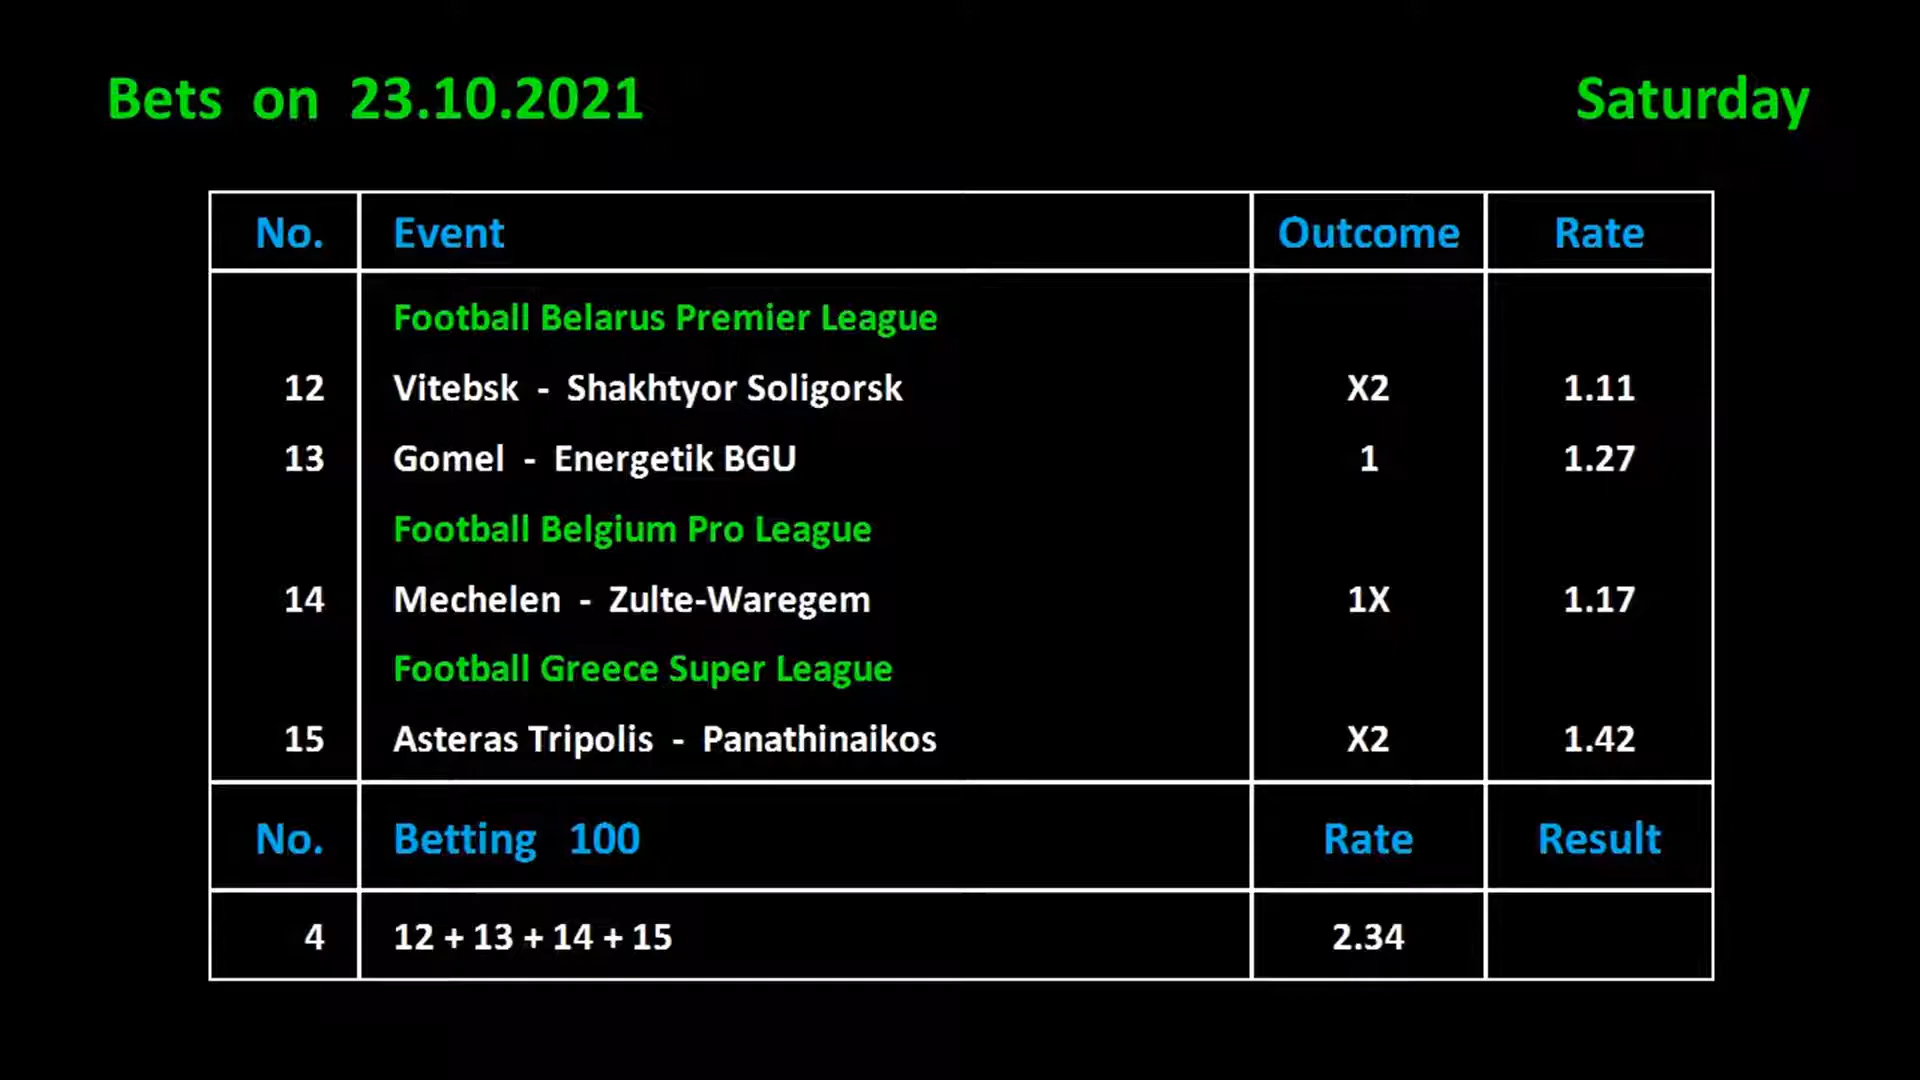 Bets on 23.10.2021 Saturday
No. Event Outcome Rate
Football Belarus Premier League
12 Vitebsk - Shakhtyor Soligorsk X2 1.11
13 Gomel - Energetik BGU 1 1.27
Football Belgium Pro League
14 Mechelen - Zulte-Waregem 1X 1.17
Football Greece Super League
15 Asteras Tripolis - Panathinaikos X2 1.42
No. Betting 100 Rate Result
4 12 + 13 + 14 + 15 2.34